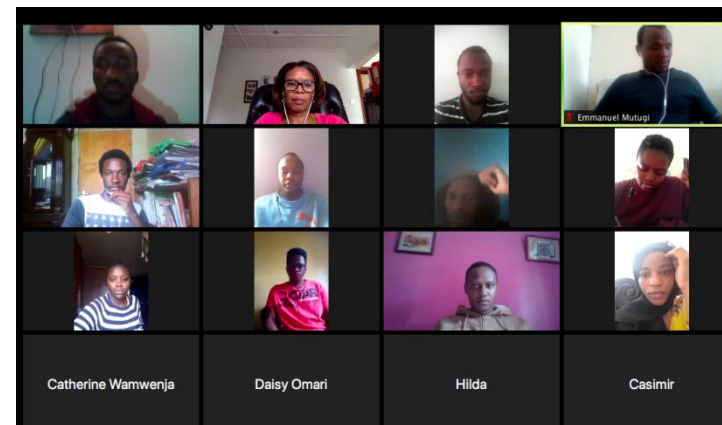 Emmanuel Mutugi
Catherine Wamwenja
Daisy Omari
Hilda
Casimir